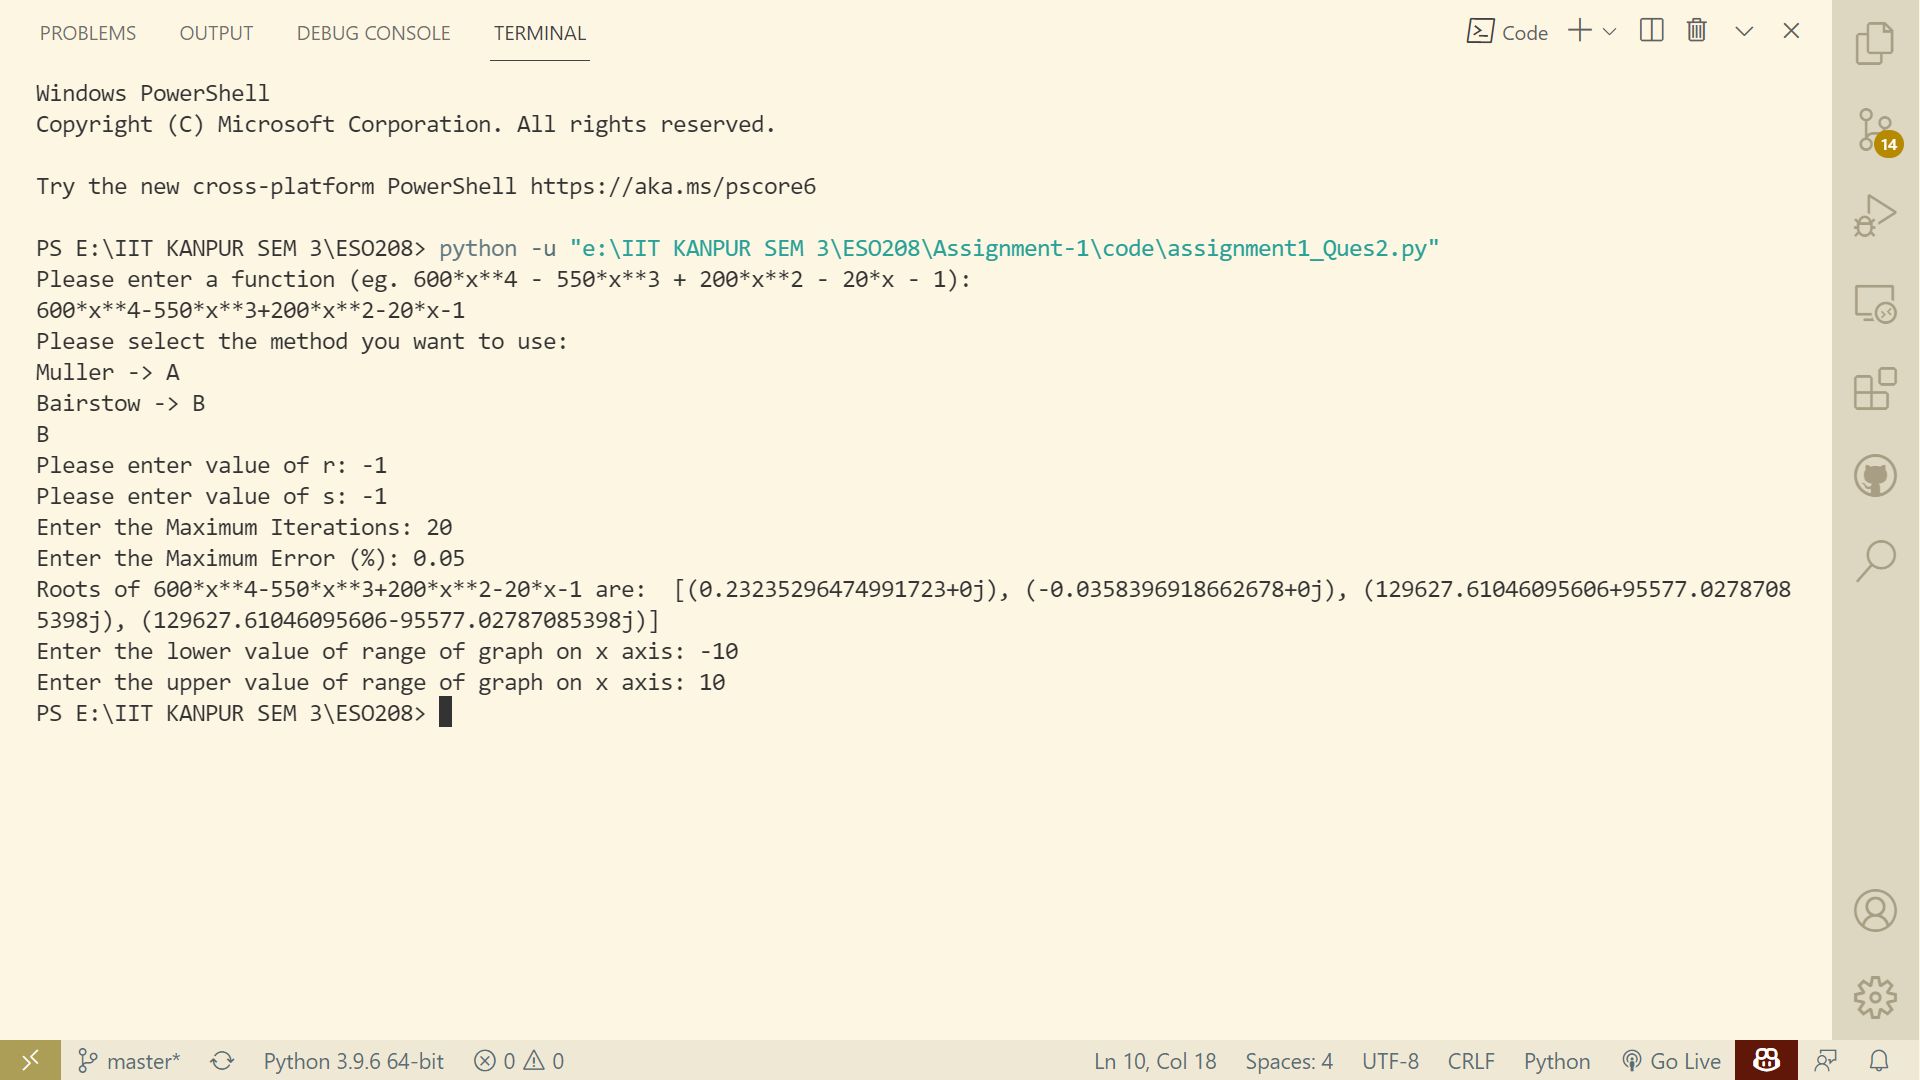 PROBLEMS OUTPUT DEBUG CONSOLE TERMINAL Code
Windows PowerShell
Copyright (C) Microsoft Corporation. All rights reserved.
Try the new cross-platform PowerShell https://aka.ms/pscore6
PS E:\IIT KANPUR SEM 3\ESO208> python -u "e:\IIT KANPUR SEM 3\ESO208\Assignment-1\code\assignment1_Ques2.py"
Please enter a function (eg. 600*x**4 - 550*x**3 + 200*x**2 - 20*x - 1):
600*x**4-550*x**3+200*x**2-20*x-1
Please select the method you want to use:
Muller -> A
Bairstow -> B
B
Please enter value of r: -1
Please enter value of s: -1
Enter the Maximum Iterations: 20
Enter the Maximum Error (%): 0.05
Roots of 600*x**4-550*x**3+200*x**2-20*x-1 are:  [(0.23235296474991723+0j), (-0.0358396918662678+0j), (129627.61046095606+95577.0278708
5398j), (129627.61046095606-95577.02787085398j)]
Enter the lower value of range of graph on x axis: -10
Enter the upper value of range of graph on x axis: 10
PS E:\IIT KANPUR SEM 3\ESO208>
14
master* Python 3.9.6 64-bit 0 0 Ln 10, Col 18 Spaces: 4 UTF-8 CRLF Python Go Live